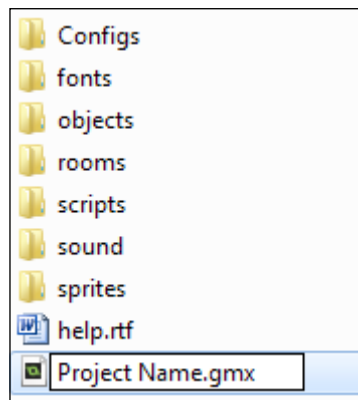 Configs
fonts
objects
rooms
scripts
sound
sprites
help.rtf
Project Name.gmx